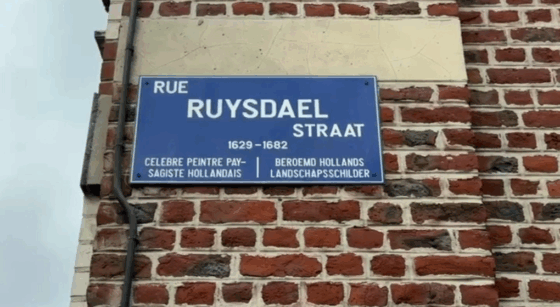 RUE
RUYSDAEL
STRAAT
1629-1682
CELEBRE PEINTRE PAY-
SAGISTE HOLLANDAIS
BEROEMD HOLLANDS
LANDSCHAPSSCHILDER